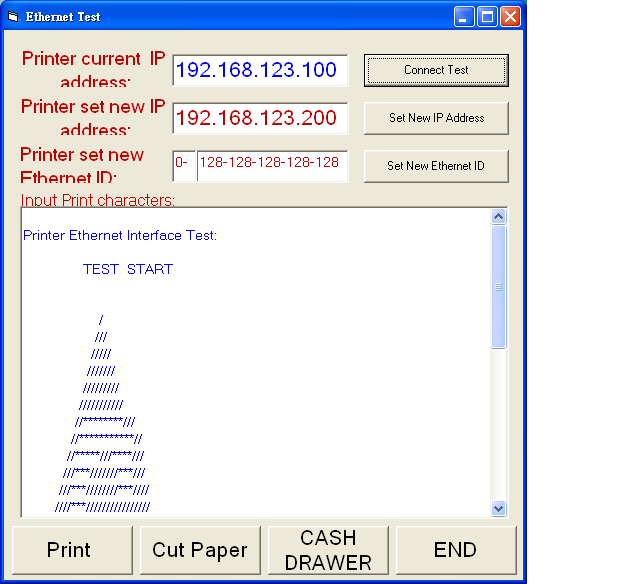 Ethernet Test
Printer current IP
address:
192.168.123.100
Connect Test
Printer set new IP
address:
192.168.123.200
Set New IP Address
Printer set new
Ethernet ID:
0-
128-128-128-128-128
Set New Ethernet ID
Input Print characters:
Printer Ethernet Interface Test:
TEST START
/
///
/////
///////
/////////
///////////
//********///
//***********//
//*****///****///
///***///////***///
///***////////***////
////***////////////////
Print
Cut Paper
CASH
DRAWER
END